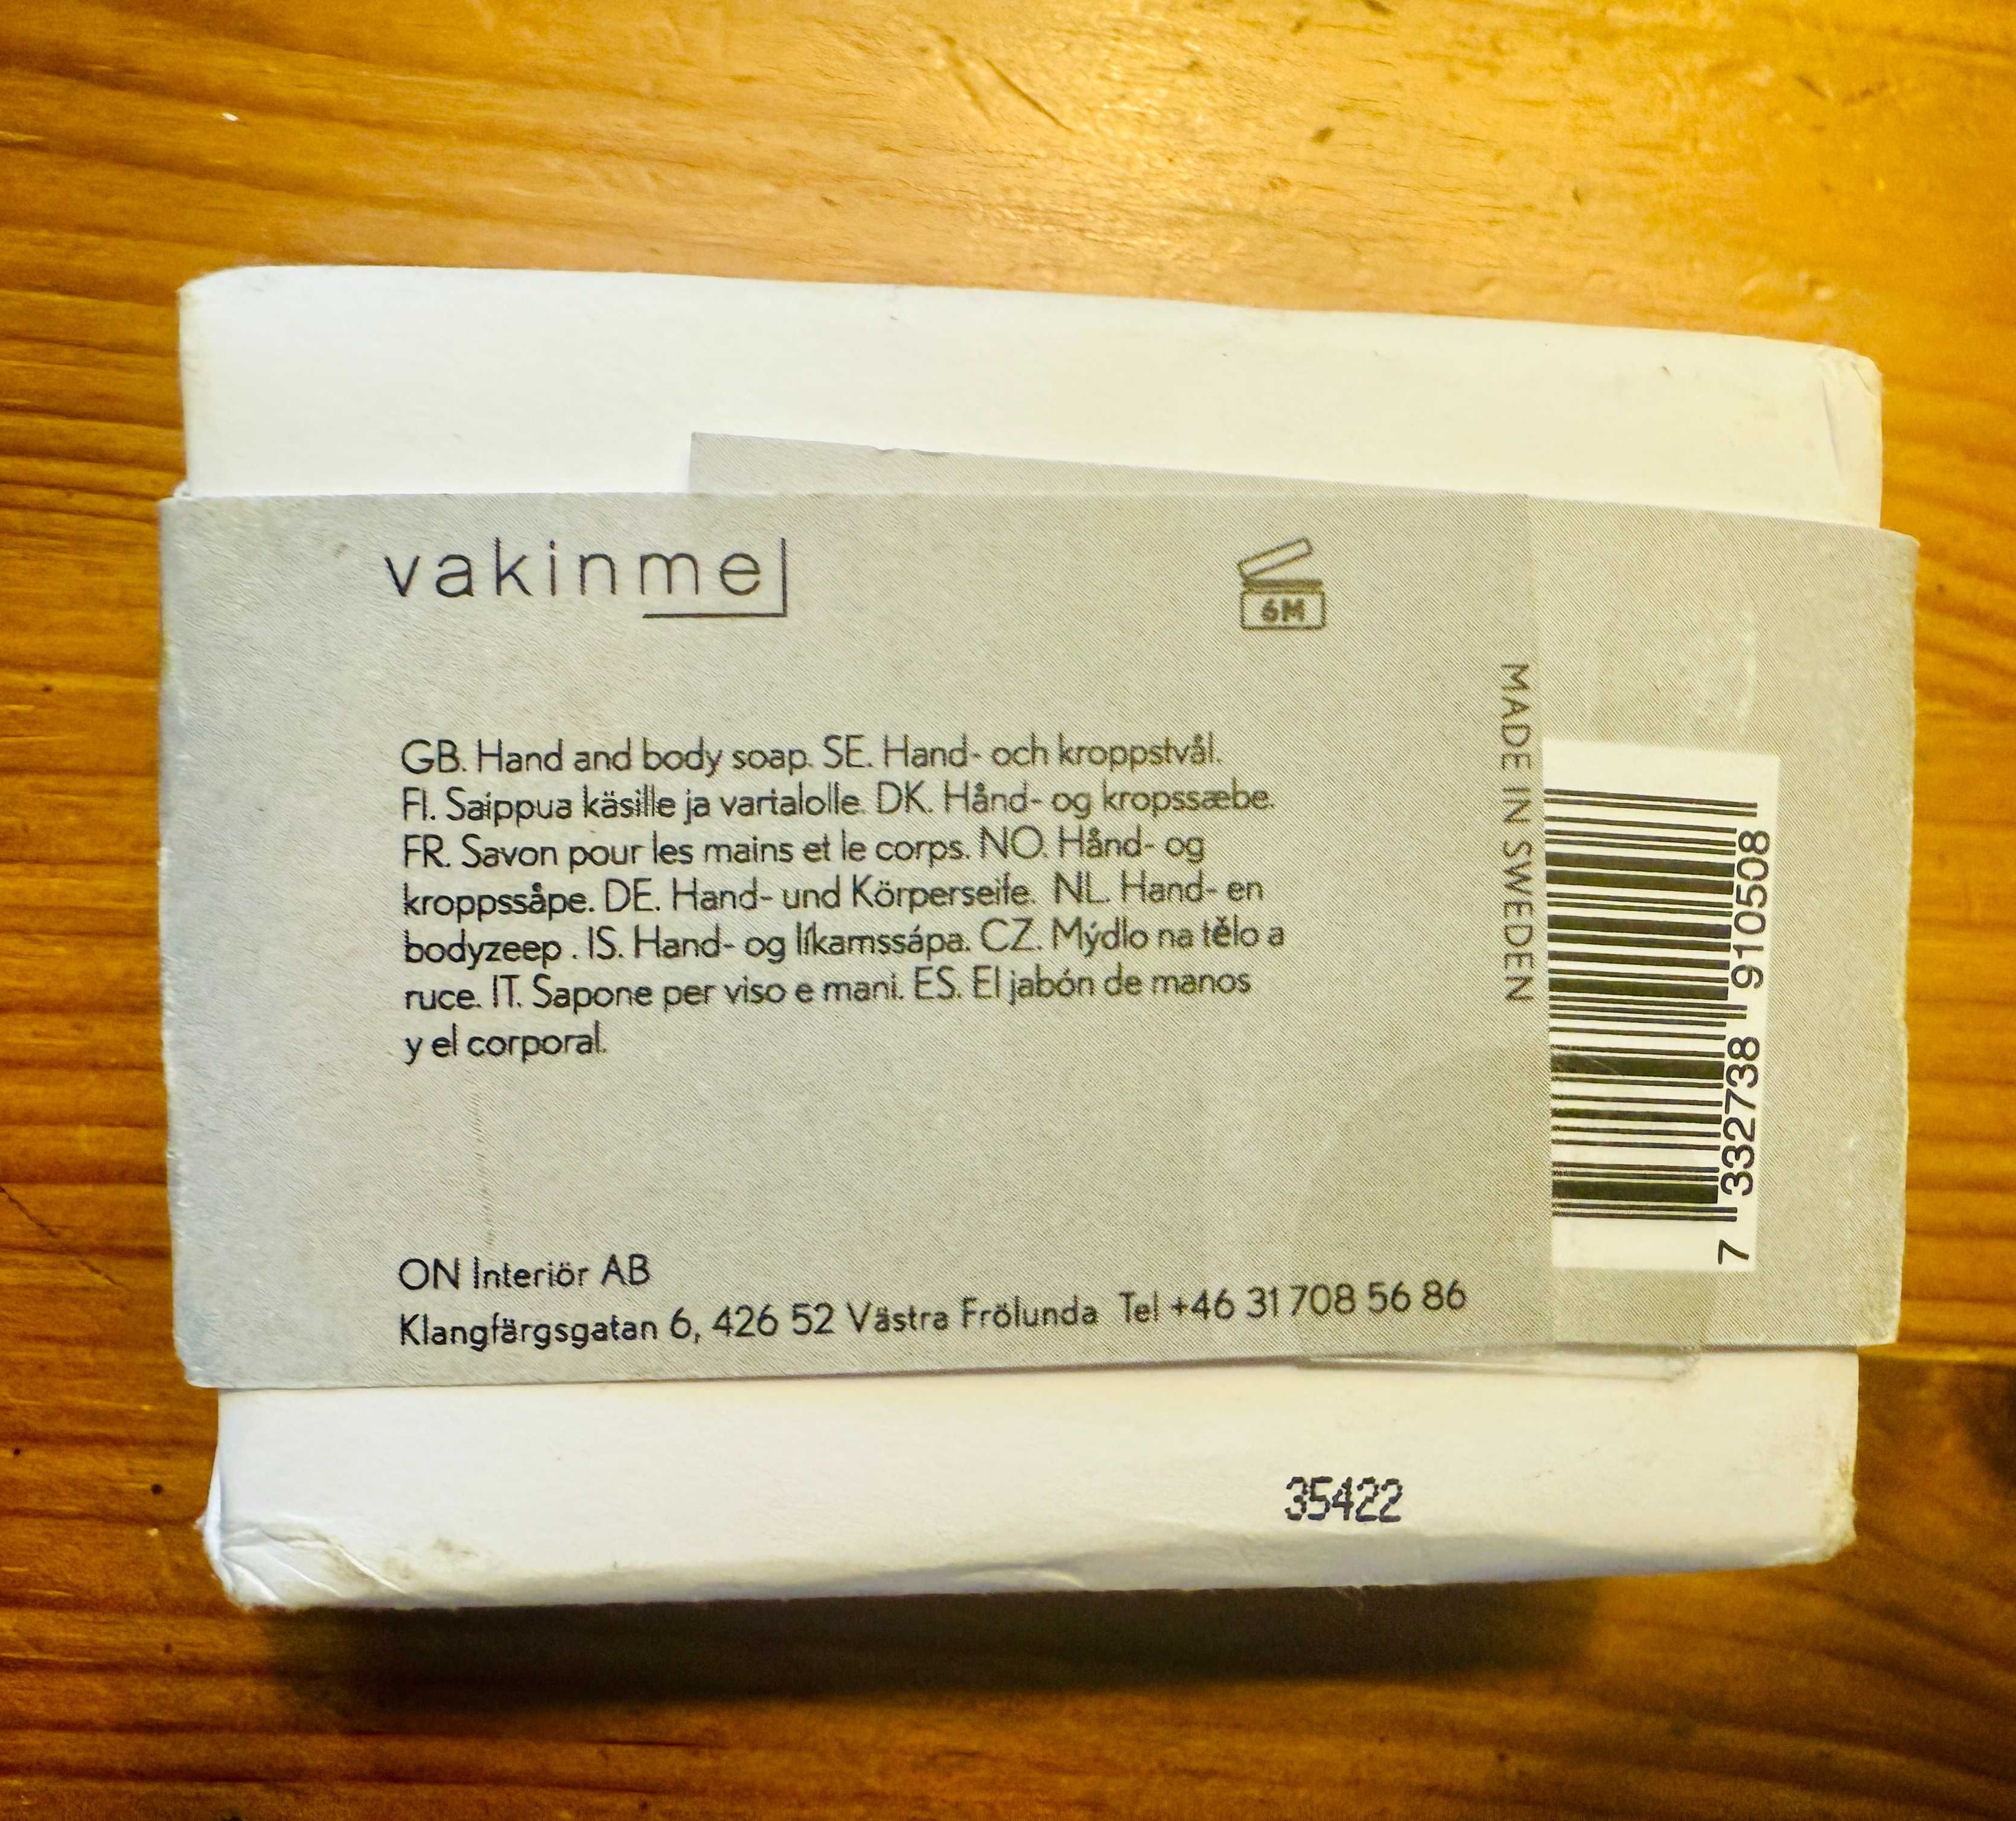 vakinme
6M
GB. Hand and body soap. SE. Hand- och kroppstvål.
FI. Saippua käsille ja vartalolle. DK. Hånd- og kropssæbe.
FR. Savon pour les mains et le corps. NO. Hånd- og
kroppssåpe. DE. Hand- und Körperseife. NL. Hand- en
bodyzeep . IS. Hand- og líkamssápa. CZ. Mýdlo na tělo a
ruce. IT. Sapone per viso e mani. ES. El jabón de manos
y el corporal.
MADE IN SWEDEN
7 332738 910508
ON Interiör AB
Klangfärgsgatan 6, 426 52 Västra Frölunda Tel +46 31 708 56 86
35422